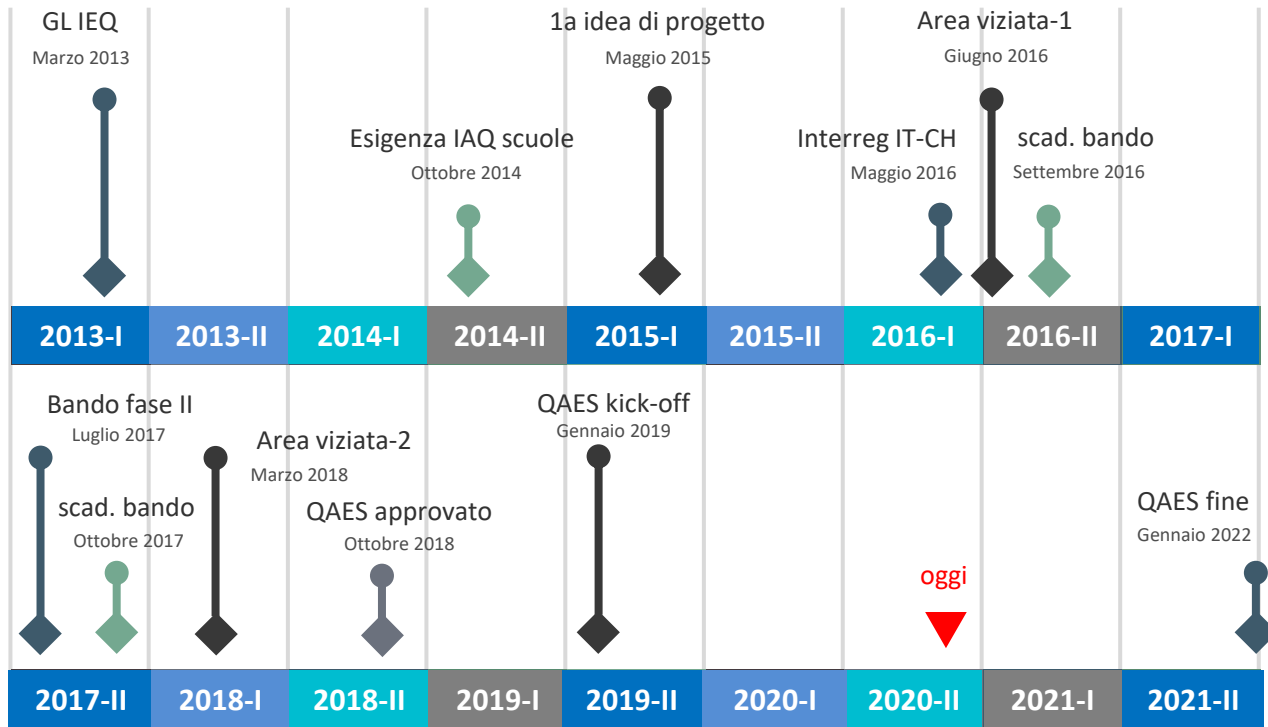 GL IEQ
Marzo 2013
1a idea di progetto
Maggio 2015
Area viziata-1
Giugno 2016
Esigenza IAQ scuole
Ottobre 2014
Interreg IT-CH
Maggio 2016
scad. bando
Settembre 2016
2013-I 2013-II 2014-I 2014-II 2015-I 2015-II 2016-I 2016-II 2017-I
Bando fase II
Luglio 2017
Area viziata-2
Marzo 2018
QAES kick-off
Gennaio 2019
scad. bando
Ottobre 2017
QAES approvato
Ottobre 2018
QAES fine
Gennaio 2022
oggi
2017-II 2018-I 2018-II 2019-I 2019-II 2020-I 2020-II 2021-I 2021-II